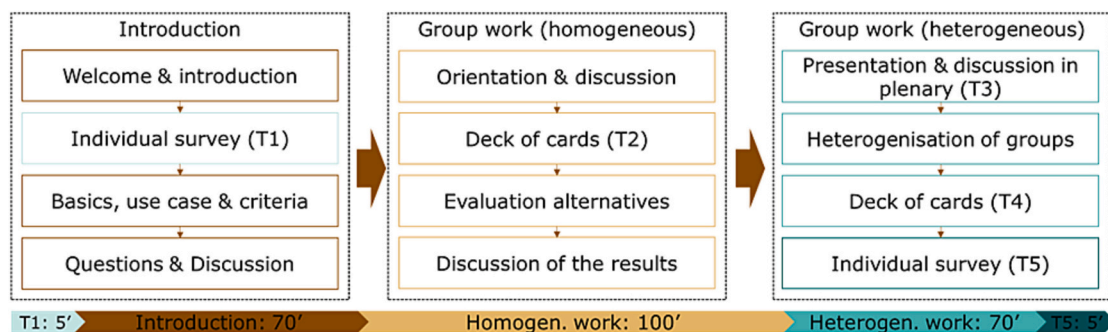 Introduction
Welcome & introduction
Individual survey (T1)
Basics, use case & criteria
Questions & Discussion
Group work (homogeneous)
Orientation & discussion
Deck of cards (T2)
Evaluation alternatives
Discussion of the results
Group work (heterogeneous)
Presentation & discussion in
plenary (T3)
Heterogenisation of groups
Deck of cards (T4)
Individual survey (T5)
T1: 5′ Introduction: 70′ Homogen. work: 100′ Heterogen. work: 70′ T5: 5′